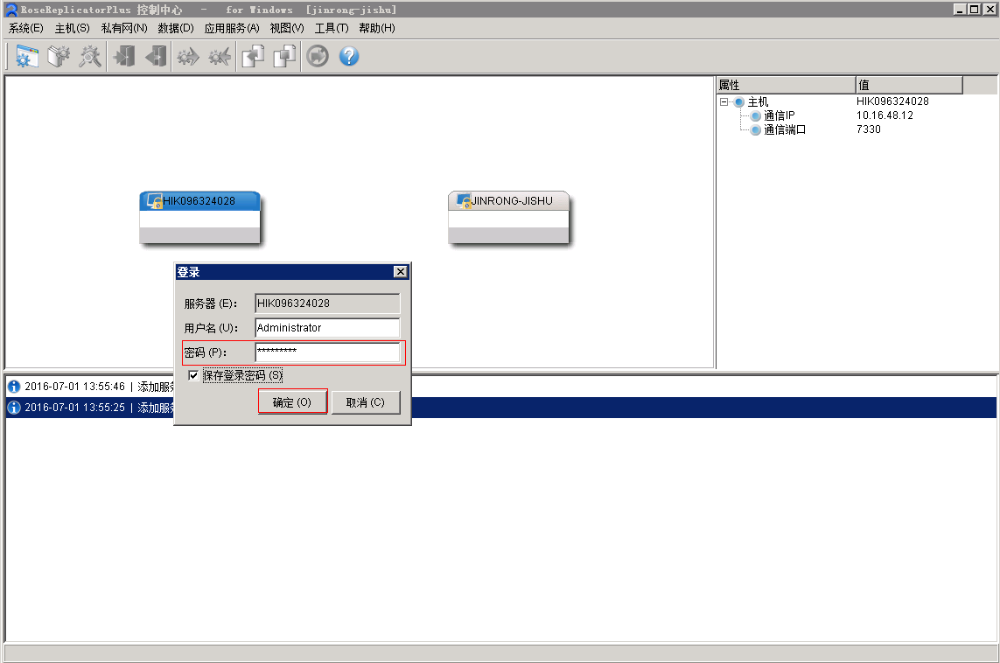 RoseReplicatorPlus 控制中心 - for Windows [jinrong-jishu]
系统(E) 主机(S) 私有网(N) 数据(D) 应用服务(A) 视图(V) 工具(T) 帮助(H)
属性 值
主机 HIK096324028
通信IP 10.16.48.12
通信端口 7330
HIK096324028 JINRONG-JISHU
登录
服务器 (E): HIK096324028
用户名 (U): Administrator
密码 (P): *********
保存登录密码 (S)
确定 (O) 取消 (C)
2016-07-01 13:55:46 | 添加服
2016-07-01 13:55:25 | 添加服